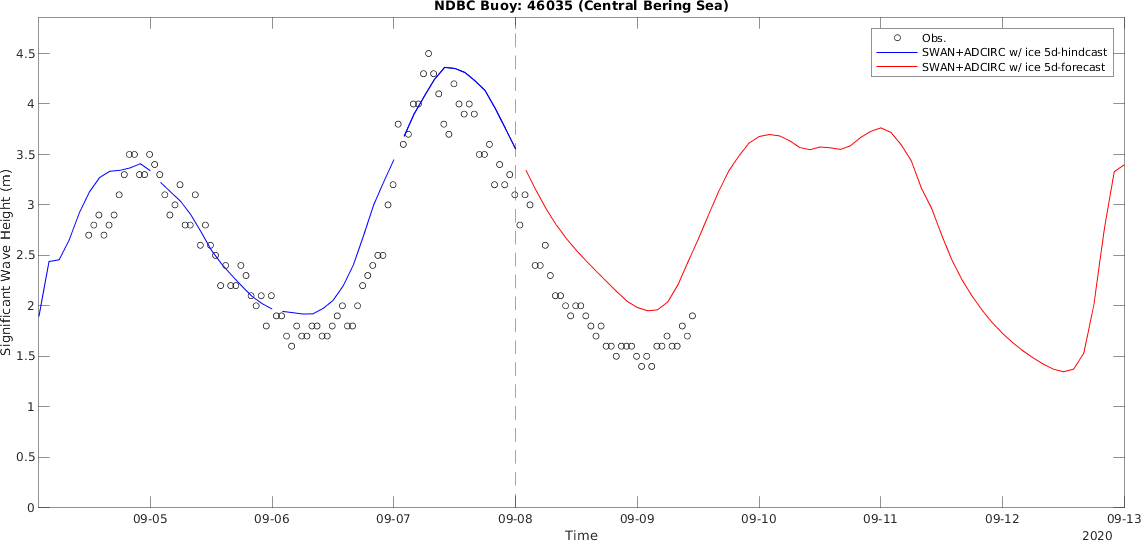 NDBC Buoy: 46035 (Central Bering Sea)
Obs.
SWAN+ADCIRC w/ ice 5d-hindcast
SWAN+ADCIRC w/ ice 5d-forecast
Significant Wave Height (m)
4.5
4
3.5
3
2.5
2
1.5
1
0.5
0
09-05 09-06 09-07 09-08 09-09 09-10 09-11 09-12 09-13
Time
2020